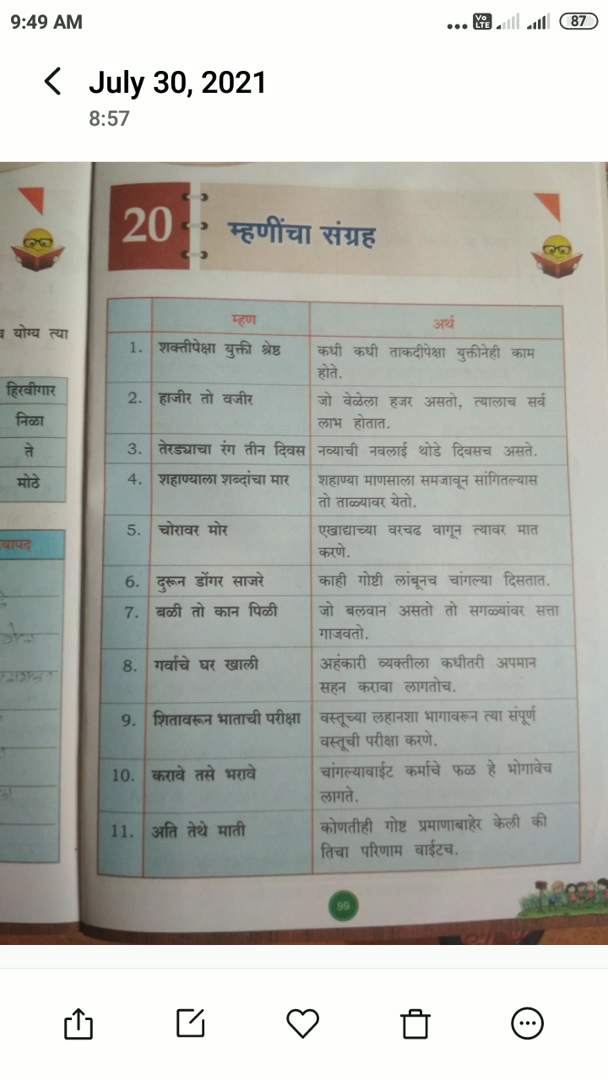 9:49 AM
Vo LTE
87
July 30, 2021
8:57
20
म्हणींचा संग्रह
योग्य त्या
हिरवीगार
निळा
ते
मोठे
यापद
म्हण
अर्थ
1. शक्तीपेक्षा युक्ती श्रेष्ठ
कधी कधी ताकदीपेक्षा युक्तीनेही काम
होते.
2. हाजीर तो वजीर
जो वेळेला हजर असतो, त्यालाच सर्व
लाभ होतात.
3. तेरड्याचा रंग तीन दिवस
नव्याची नवलाई थोडे दिवसच असते.
4. शहाण्याला शब्दांचा मार
शहाण्या माणसाला समजावून सांगितल्यास
तो ताळ्यावर येतो.
5. चोरावर मोर
एखाद्याच्या वरचढ वागून त्यावर मात
करणे.
6. दुरून डोंगर साजरे
काही गोष्टी लांबूनच चांगल्या दिसतात.
7. बळी तो कान पिळी
जो बलवान असतो तो सगळ्यांवर सत्ता
गाजवतो.
8. गर्वाचे घर खाली
अहंकारी व्यक्तीला कधीतरी अपमान
सहन करावा लागतोच.
9. शितावरून भाताची परीक्षा
वस्तूच्या लहानशा भागावरून त्या संपूर्ण
वस्तूची परीक्षा करणे.
10. करावे तसे भरावे
चांगल्यावाईट कर्माचे फळ हे भोगावेच
लागते.
11. अति तेथे माती
कोणतीही गोष्ट प्रमाणाबाहेर केली की
तिचा परिणाम वाईटच.
99